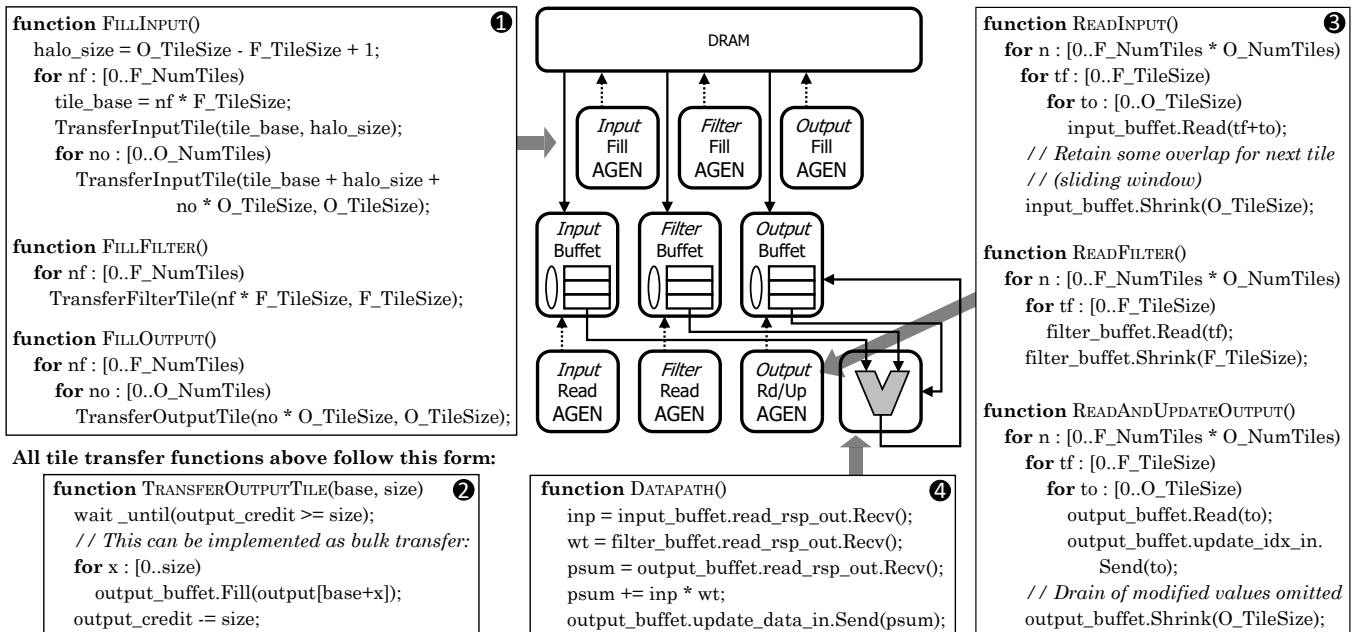 function FILLINPUT()
❶
halo_size = O_TileSize - F_TileSize + 1;
for nf : [0..F_NumTiles)
tile_base = nf * F_TileSize;
TransferInputTile(tile_base, halo_size);
for no : [0..O_NumTiles)
TransferInputTile(tile_base + halo_size +
no * O_TileSize, O_TileSize);
function FILLFILTER()
for nf : [0..F_NumTiles)
TransferFilterTile(nf * F_TileSize, F_TileSize);
function FILLOUTPUT()
for nf : [0..F_NumTiles)
for no : [0..O_NumTiles)
TransferOutputTile(no * O_TileSize, O_TileSize);
All tile transfer functions above follow this form:
function TRANSFEROUTPUTTILE(base, size)
❷
wait _until(output_credit >= size);
// This can be implemented as bulk transfer:
for x : [0..size)
output_buffet.Fill(output[base+x]);
output_credit -= size;
DRAM
Input
Fill
AGEN
Filter
Fill
AGEN
Output
Fill
AGEN
Input
Buffet
Filter
Buffet
Output
Buffet
Input
Read
AGEN
Filter
Read
AGEN
Output
Rd/Up
AGEN
function READINPUT()
❸
for n : [0..F_NumTiles * O_NumTiles)
for tf : [0..F_TileSize)
for to : [0..O_TileSize)
input_buffet.Read(tf+to);
// Retain some overlap for next tile
// (sliding window)
input_buffet.Shrink(O_TileSize);
function READFILTER()
for n : [0..F_NumTiles * O_NumTiles)
for tf : [0..F_TileSize)
filter_buffet.Read(tf);
filter_buffet.Shrink(F_TileSize);
function READANDUPDATEOUTPUT()
for n : [0..F_NumTiles * O_NumTiles)
for tf : [0..F_TileSize)
for to : [0..O_TileSize)
output_buffet.Read(to);
output_buffet.update_idx_in.
Send(to);
// Drain of modified values omitted
output_buffet.Shrink(O_TileSize);
function DATAPATH()
❹
inp = input_buffet.read_rsp_out.Recv();
wt = filter_buffet.read_rsp_out.Recv();
psum = output_buffet.read_rsp_out.Recv();
psum += inp * wt;
output_buffet.update_data_in.Send(psum);